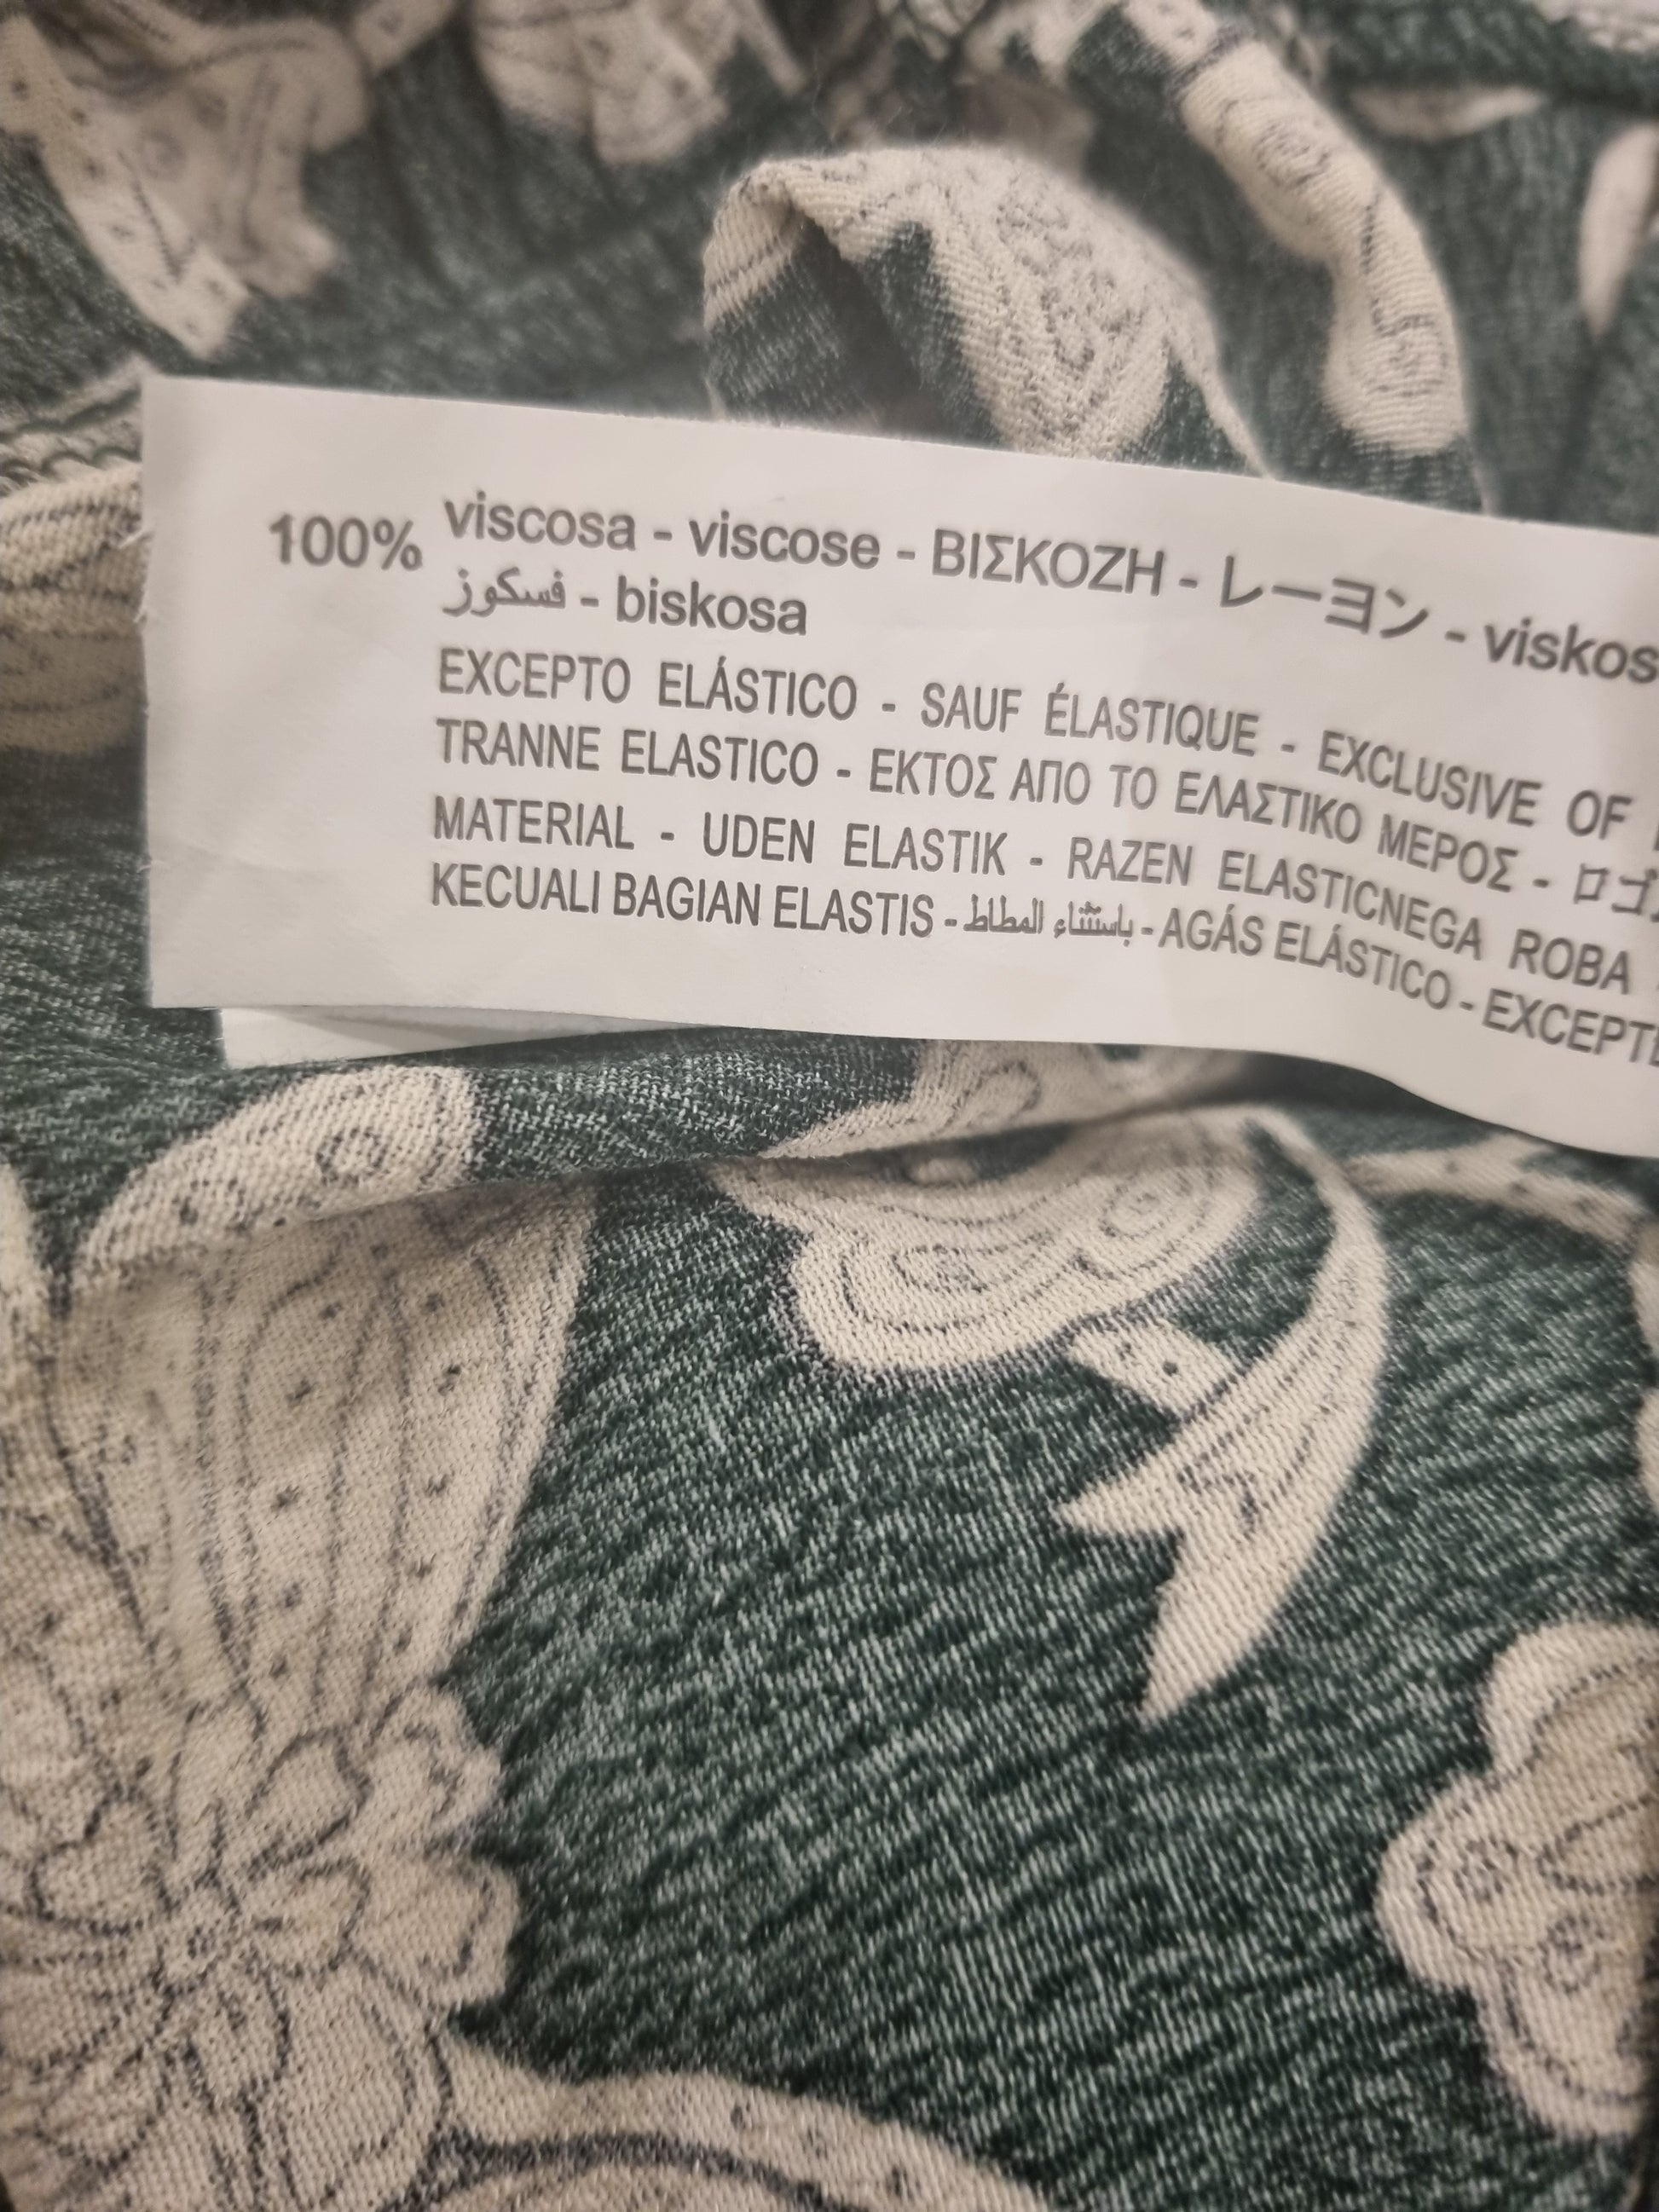 100% viscosa - viscose - ΒΙΣΚΟΖΗ - レーヨン - viskos
فسكوز - biskosa
EXCEPTO ELÁSTICO - SAUF ÉLASTIQUE - EXCLUSIVE OF
TRANNE ELASTICO - ΕΚΤΟΣ ΑΠΟ ΤΟ ΕΛΑΣΤΙΚΟ ΜΕΡΟΣ - ロゴ
MATERIAL - UDEN ELASTIK - RAZEN ELASTICNEGA ROBA -
KECUALI BAGIAN ELASTIS - باستثناء المطاط - AGÁS ELÁSTICO - EXCEPT